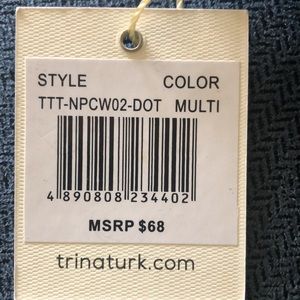 STYLE COLOR
TTT-NPCW02-DOT MULTI
4 890808 234402
MSRP $68
trinaturk.com